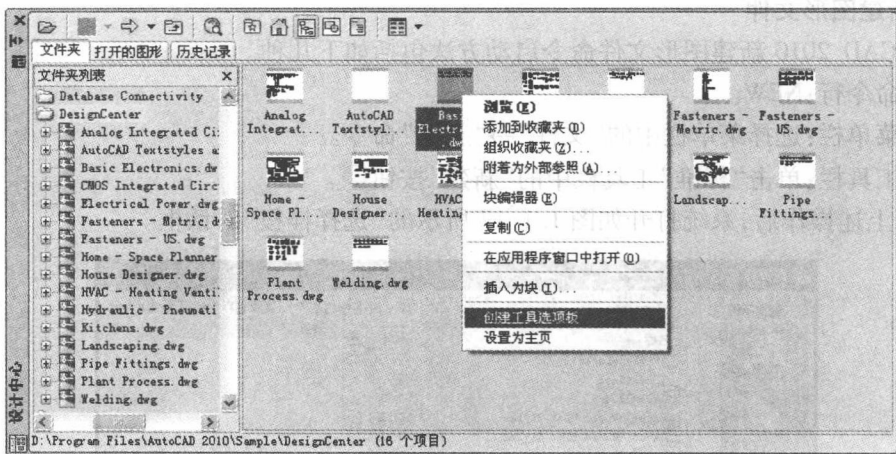 文件夹 打开的图形 历史记录
文件夹列表
Database Connectivity
DesignCenter
Analog Integrated Ci:
AutoCAD Textstyles a
Basic Electronics.dw
CMOS Integrated Circ
Electrical Power.dwg
Fasteners - Metric.d
Fasteners - US.dwg
Home - Space Planner
House Designer.dwg
HVAC - Heating Venti:
Hydraulic - Pneumati
Kitchens.dwg
Landscaping.dwg
Pipe Fittings.dwg
Plant Process.dwg
Welding.dwg
Analog Integrat...
AutoCAD Textstyl...
Basic Electr .dw
Fasteners - Metric.dwg
Fasteners - US.dwg
Home - Space Pl...
House Designer...
HVAC Heating
Landscap...
Pipe Fittings.
Plant Process.dwg
Welding.dwg
浏览(E)
添加到收藏夹(D)
组织收藏夹(Z)...
附着为外部参照(A)...
块编辑器(E)
复制(C)
在应用程序窗口中打开(O)
插入为块(I)...
创建工具选项板
设置为主页
设计中心
D:\Program Files\AutoCAD 2010\Sample\DesignCenter (16 个项目)